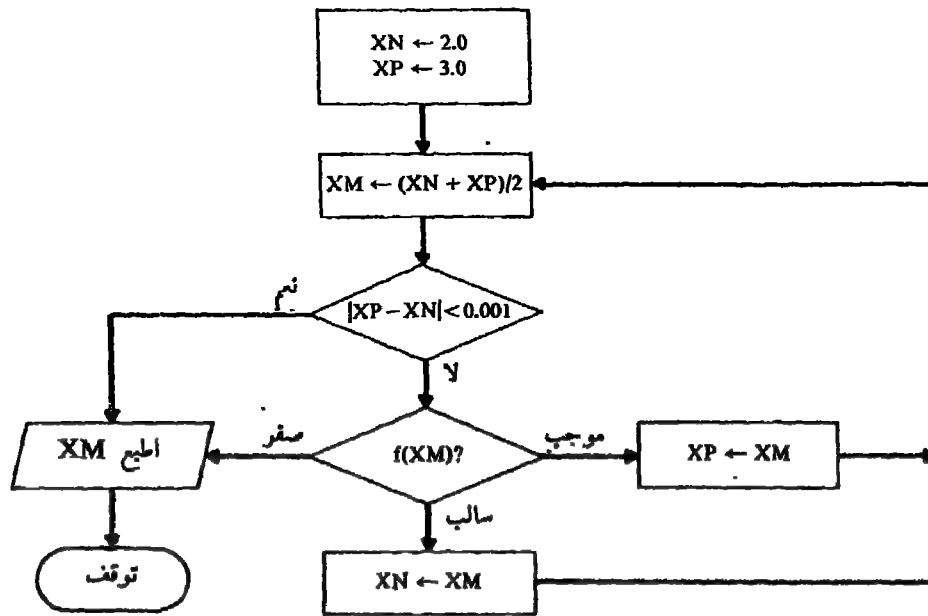 XN ← 2.0
XP ← 3.0
XM ← (XN + XP)/2
|XP – XN| < 0.001
نعم
لا
f(XM)?
صفر
موجب
سالب
اطبع XM
XP ← XM
XN ← XM
توقف